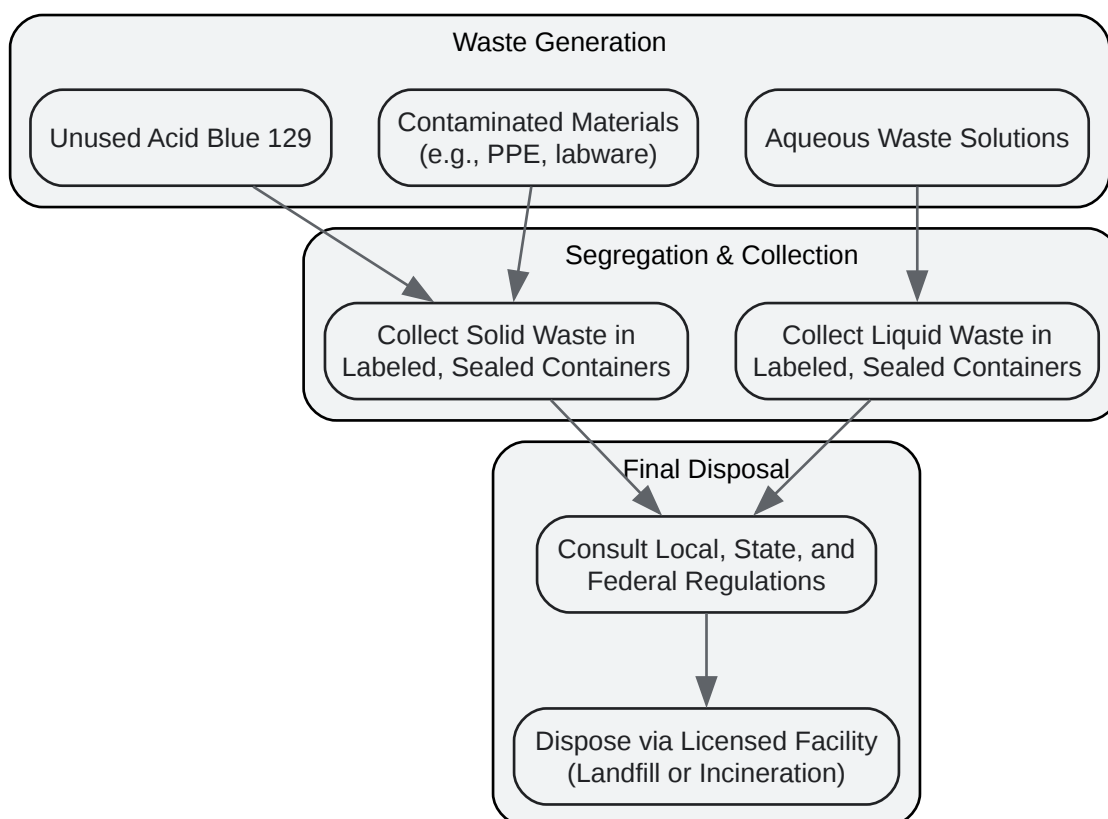 Waste Generation
Unused Acid Blue 129
Contaminated Materials
(e.g., PPE, labware)
Aqueous Waste Solutions
Segregation & Collection
Collect Solid Waste in
Labeled, Sealed Containers
Collect Liquid Waste in
Labeled, Sealed Containers
Final Disposal
Consult Local, State, and
Federal Regulations
Dispose via Licensed Facility
(Landfill or Incineration)